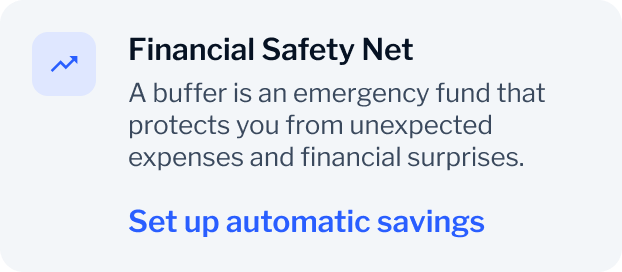 Financial Safety Net
A buffer is an emergency fund that
protects you from unexpected
expenses and financial surprises.
Set up automatic savings